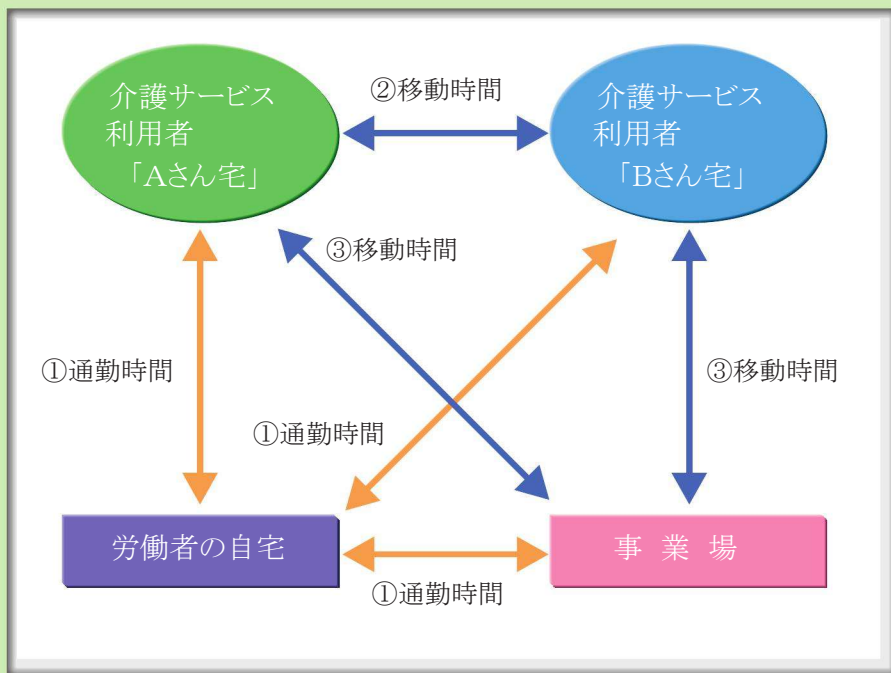 介護サービス
利用者
「Aさん宅」
②移動時間
介護サービス
利用者
「Bさん宅」
③移動時間
①通勤時間
③移動時間
①通勤時間
労働者の自宅
事 業 場
①通勤時間